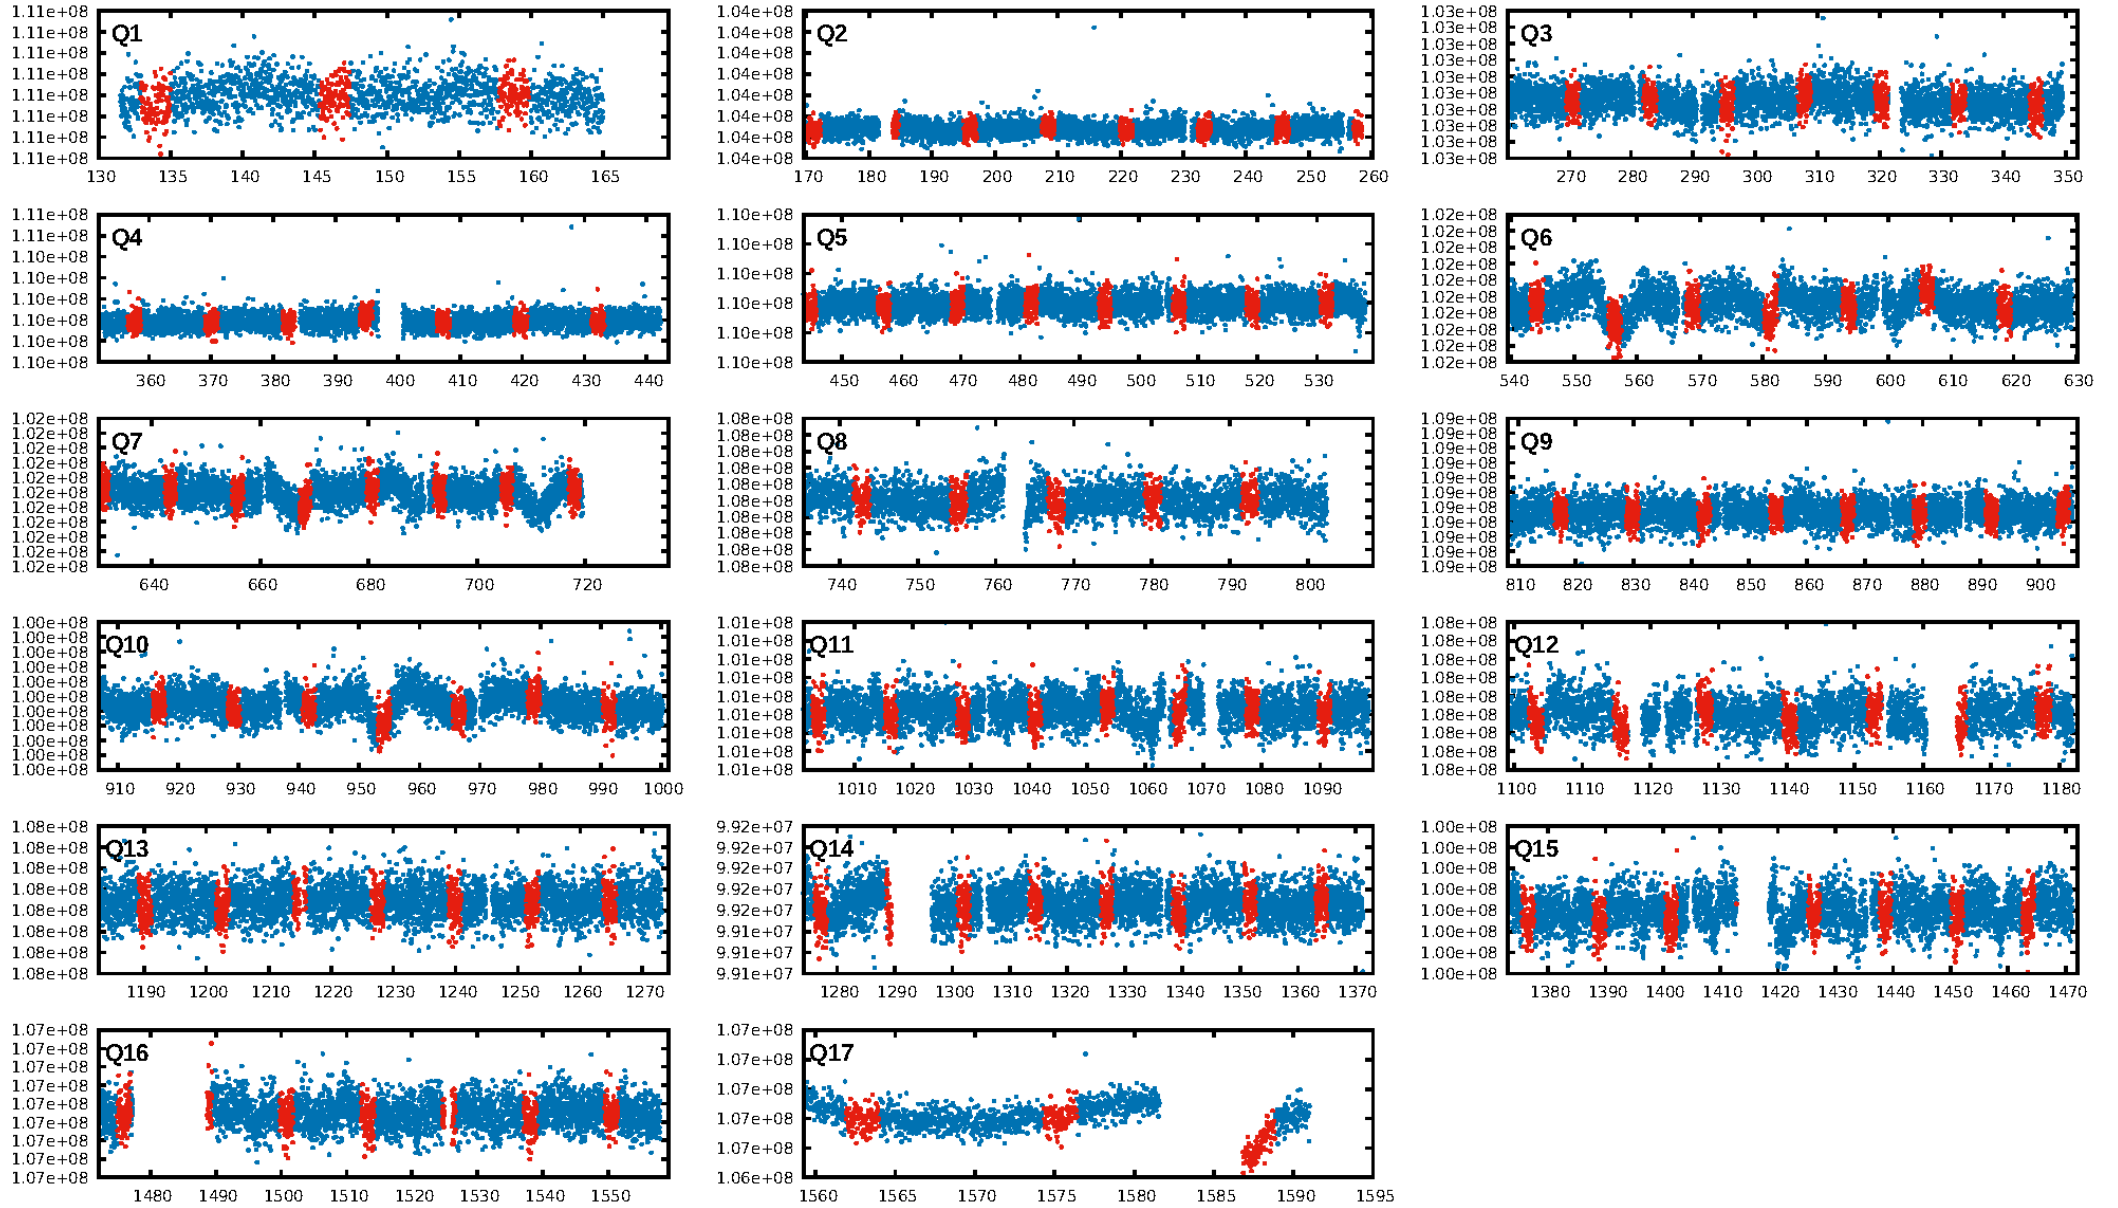 Q1
1.11e+08
1.11e+08
1.11e+08
1.11e+08
1.11e+08
1.11e+08
1.11e+08
1.11e+08
130 135 140 145 150 155 160 165
Q2
1.04e+08
1.04e+08
1.04e+08
1.04e+08
1.04e+08
1.04e+08
1.04e+08
1.04e+08
170 180 190 200 210 220 230 240 250 260
Q3
1.03e+08
1.03e+08
1.03e+08
1.03e+08
1.03e+08
1.03e+08
1.03e+08
1.03e+08
1.03e+08
1.03e+08
270 280 290 300 310 320 330 340 350
Q4
1.11e+08
1.11e+08
1.10e+08
1.10e+08
1.10e+08
1.10e+08
1.10e+08
1.10e+08
360 370 380 390 400 410 420 430 440
Q5
1.10e+08
1.10e+08
1.10e+08
1.10e+08
1.10e+08
1.10e+08
450 460 470 480 490 500 510 520 530
Q6
1.02e+08
1.02e+08
1.02e+08
1.02e+08
1.02e+08
1.02e+08
1.02e+08
1.02e+08
1.02e+08
1.02e+08
540 550 560 570 580 590 600 610 620 630
Q7
1.02e+08
1.02e+08
1.02e+08
1.02e+08
1.02e+08
1.02e+08
1.02e+08
1.02e+08
1.02e+08
1.02e+08
1.02e+08
640 660 680 700 720
Q8
1.08e+08
1.08e+08
1.08e+08
1.08e+08
1.08e+08
1.08e+08
1.08e+08
1.08e+08
1.08e+08
1.08e+08
740 750 760 770 780 790 800
Q9
1.09e+08
1.09e+08
1.09e+08
1.09e+08
1.09e+08
1.09e+08
1.09e+08
1.09e+08
1.09e+08
1.09e+08
810 820 830 840 850 860 870 880 890 900
Q10
1.00e+08
1.00e+08
1.00e+08
1.00e+08
1.00e+08
1.00e+08
1.00e+08
1.00e+08
1.00e+08
1.00e+08
1.00e+08
910 920 930 940 950 960 970 980 990 1000
Q11
1.01e+08
1.01e+08
1.01e+08
1.01e+08
1.01e+08
1.01e+08
1.01e+08
1.01e+08
1.01e+08
1010 1020 1030 1040 1050 1060 1070 1080 1090
Q12
1.08e+08
1.08e+08
1.08e+08
1.08e+08
1.08e+08
1.08e+08
1.08e+08
1.08e+08
1.08e+08
1100 1110 1120 1130 1140 1150 1160 1170 1180
Q13
1.08e+08
1.08e+08
1.08e+08
1.08e+08
1.08e+08
1.08e+08
1.08e+08
1.08e+08
1190 1200 1210 1220 1230 1240 1250 1260 1270
Q14
9.92e+07
9.92e+07
9.92e+07
9.92e+07
9.92e+07
9.91e+07
9.91e+07
9.91e+07
1280 1290 1300 1310 1320 1330 1340 1350 1360 1370
Q15
1.00e+08
1.00e+08
1.00e+08
1.00e+08
1.00e+08
1.00e+08
1.00e+08
1.00e+08
1380 1390 1400 1410 1420 1430 1440 1450 1460 1470
Q16
1.07e+08
1.07e+08
1.07e+08
1.07e+08
1.07e+08
1.07e+08
1.07e+08
1.07e+08
1.07e+08
1480 1490 1500 1510 1520 1530 1540 1550
Q17
1.07e+08
1.07e+08
1.07e+08
1.07e+08
1.07e+08
1.06e+08
1560 1565 1570 1575 1580 1585 1590 1595